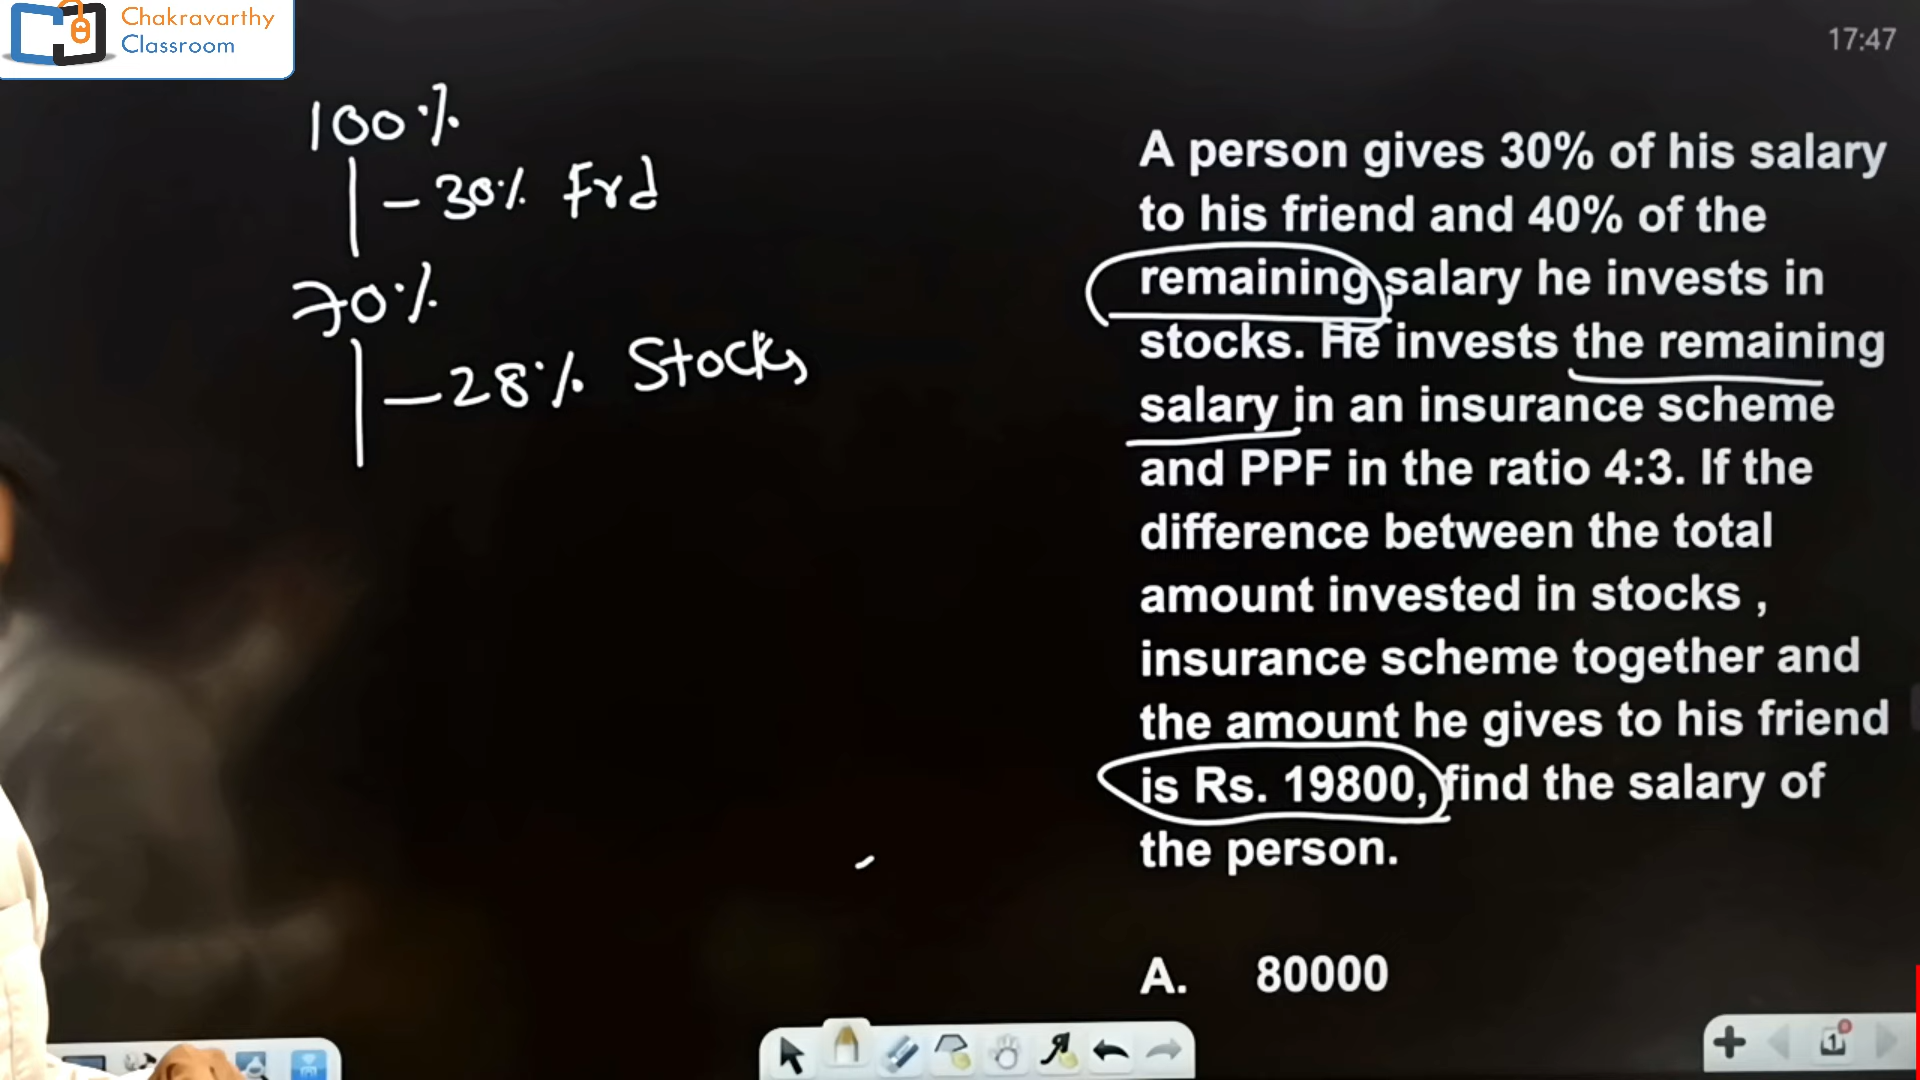 Chakravarthy
Classroom
17:47
100%
- 30% Frd
70%
- 28% Stocks
A person gives 30% of his salary
to his friend and 40% of the
remaining salary he invests in
stocks. He invests the remaining
salary in an insurance scheme
and PPF in the ratio 4:3. If the
difference between the total
amount invested in stocks ,
insurance scheme together and
the amount he gives to his friend
is Rs. 19800, find the salary of
the person.
A. 80000
1